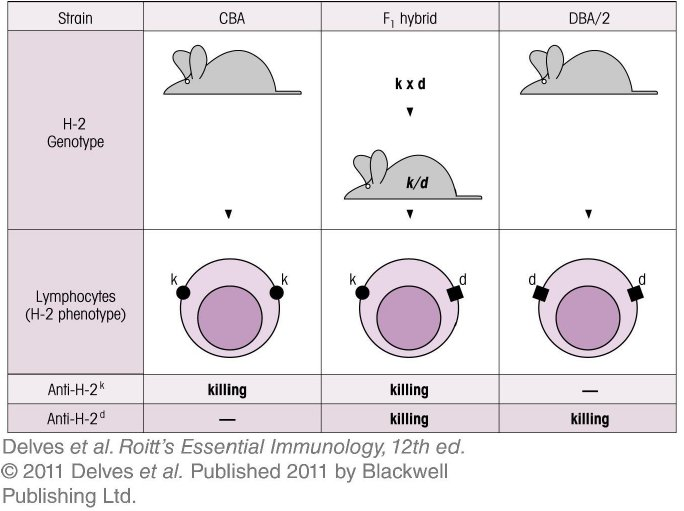 Strain CBA F1 hybrid DBA/2
k x d
H-2
Genotype
k/d
k k k d d d
Lymphocytes
(H-2 phenotype)
Anti-H-2k killing killing —
Anti-H-2d — killing killing
Delves et al. Roitt's Essential Immunology, 12th ed.
© 2011 Delves et al. Published 2011 by Blackwell
Publishing Ltd.